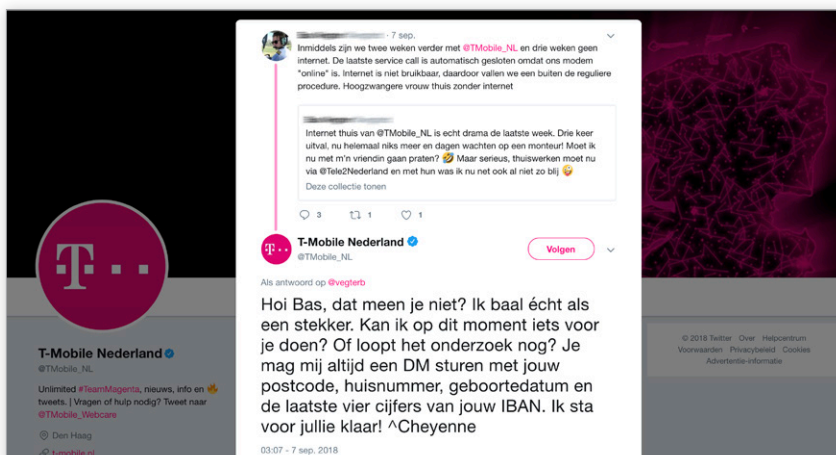 · 7 sep.
Inmiddels zijn we twee weken verder met @TMobile_NL en drie weken geen
internet. De laatste service call is automatisch gesloten omdat ons modem
"online" is. Internet is niet bruikbaar, daardoor vallen we een buiten de reguliere
procedure. Hoogzwangere vrouw thuis zonder internet
Internet thuis van @TMobile_NL is echt drama de laatste week. Drie keer
uitval, nu helemaal niks meer en dagen wachten op een monteur! Moet ik
nu met m'n vriendin gaan praten? 🤣 Maar serieus, thuiswerken moet nu
via @Tele2Nederland en met hun was ik nu net ook al niet zo blij 🤪
Deze collectie tonen
3 1 1
T-Mobile Nederland
@TMobile_NL
Volgen
Als antwoord op @vegterb
Hoi Bas, dat meen je niet? Ik baal écht als
een stekker. Kan ik op dit moment iets voor
je doen? Of loopt het onderzoek nog? Je
mag mij altijd een DM sturen met jouw
postcode, huisnummer, geboortedatum en
de laatste vier cijfers van jouw IBAN. Ik sta
voor jullie klaar! ^Cheyenne
03:07 - 7 sep. 2018
T
T-Mobile Nederland
@TMobile_NL
Unlimited #TeamMagenta, nieuws, info en 🔥
tweets. | Vragen of hulp nodig? Tweet naar
@TMobile_Webcare
Den Haag
t-mobile.nl
© 2018 Twitter Over Helpcentrum
Voorwaarden Privacybeleid Cookies
Advertentie-informatie